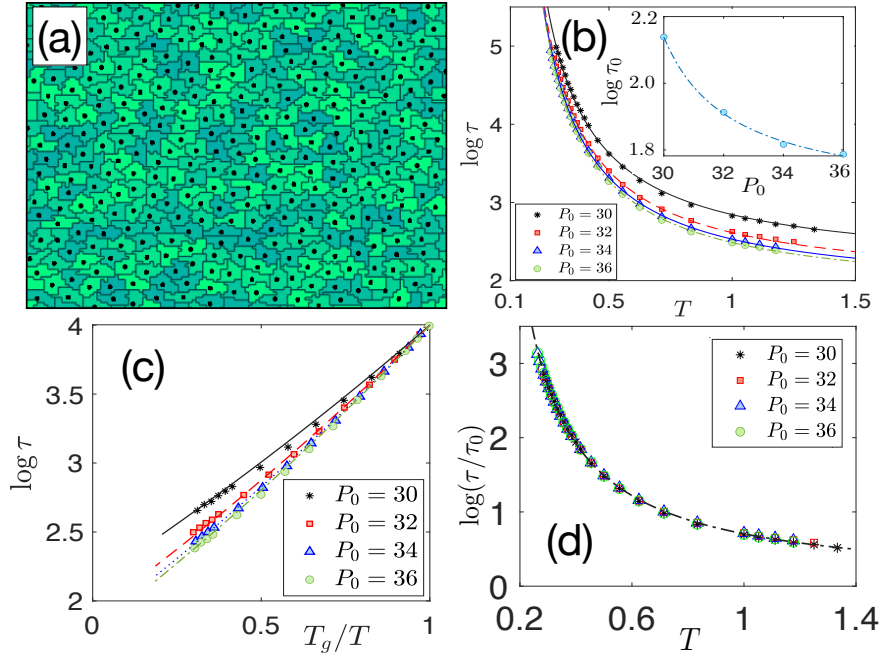 (a)
(b)
log τ
5
4
3
2
0.1
0.5
1
1.5
T
P₀ = 30
P₀ = 32
P₀ = 34
P₀ = 36
log τ₀
2.2
2.1
1.8
30
32
34
36
P₀
(c)
log τ
4
3.5
3
2.5
2
0
0.5
1
T_g/T
P₀ = 30
P₀ = 32
P₀ = 34
P₀ = 36
(d)
log(τ/τ₀)
3
2
1
0
0.2
0.6
1.0
1.4
T
P₀ = 30
P₀ = 32
P₀ = 34
P₀ = 36